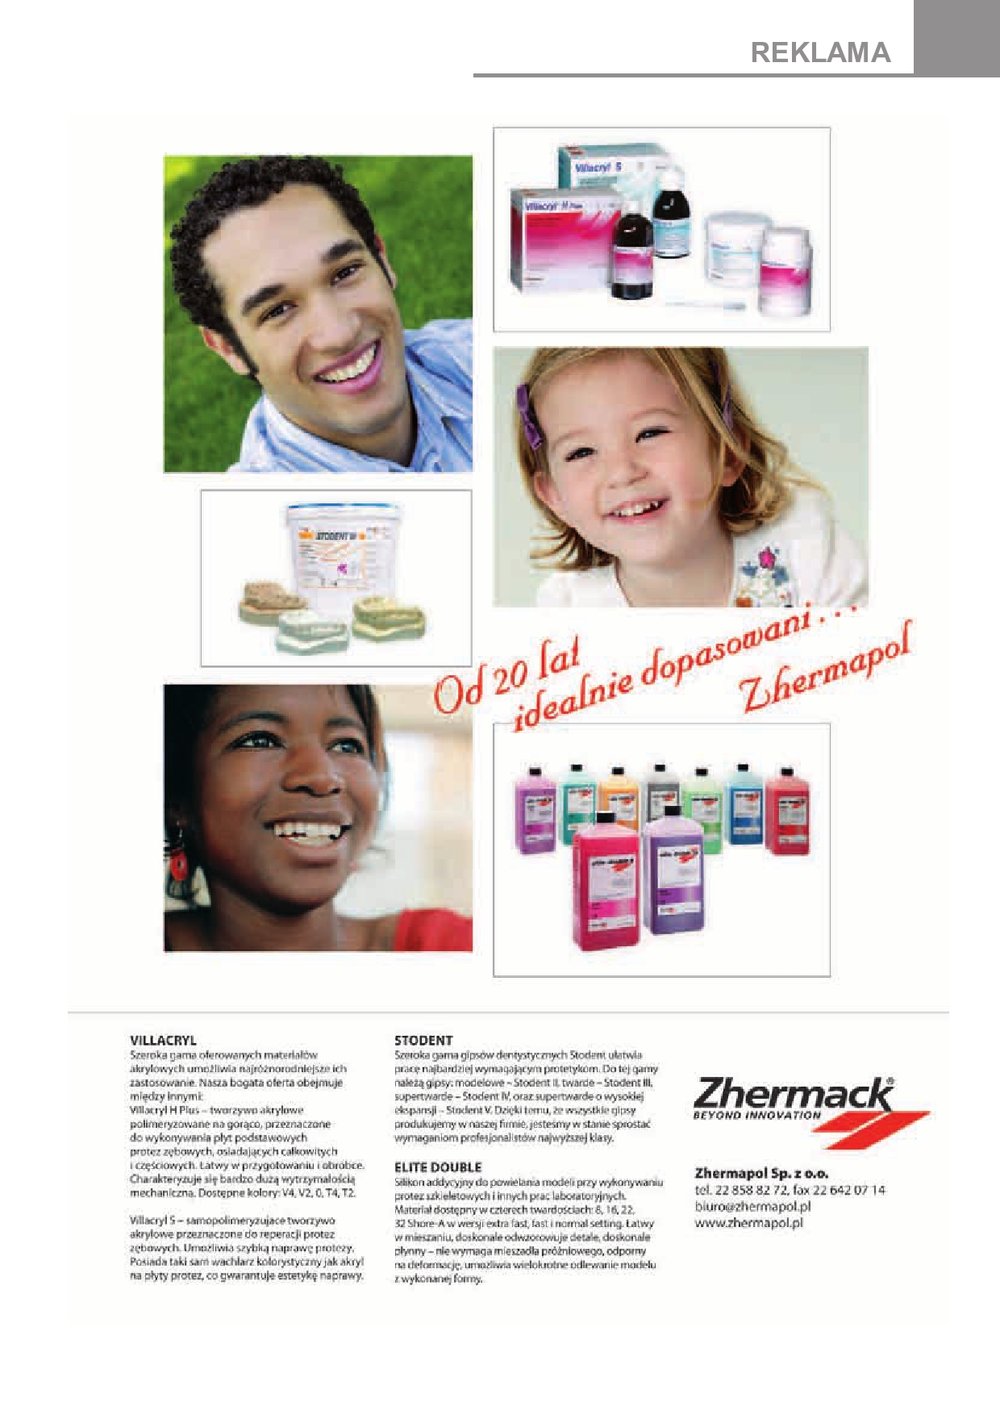 REKLAMA
Villacryl S
Villacryl H Plus
STODENT III
Od 20 lat
idealnie dopasowani...
Zhermapol
VILLACRYL
Szeroka gama oferowanych materiałów
akrylowych umożliwia najróżnorodniejsze ich
zastosowanie. Nasza bogata oferta obejmuje
między innymi:
Villacryl H Plus – tworzywo akrylowe
polimeryzowane na gorąco, przeznaczone
do wykonywania płyt podstawowych
protez zębowych, osiadających całkowitych
i częściowych. Łatwy w przygotowaniu i obróbce.
Charakteryzuje się bardzo dużą wytrzymałością
mechaniczną. Dostępne kolory: V4, V2, 0, T4, T2.
Villacryl S – samopolimeryzujące tworzywo
akrylowe przeznaczone do reperacji protez
zębowych. Umożliwia szybką naprawę protezy.
Posiada taki sam wachlarz kolorystyczny jak akryl
na płyty protez, co gwarantuje estetykę naprawy.
STODENT
Szeroka gama gipsów dentystycznych Stodent ułatwia
pracę najbardziej wymagającym protetykom. Do tej gamy
należą gipsy: modelowe – Stodent II, twarde – Stodent III,
supertwarde – Stodent IV, oraz supertwarde o wysokiej
ekspansji – Stodent V. Dzięki temu, że wszystkie gipsy
produkujemy w naszej firmie, jesteśmy w stanie sprostać
wymaganiom profesjonalistów najwyższej klasy.
ELITE DOUBLE
Silikon addycyjny do powielania modeli przy wykonywaniu
protez szkieletowych i innych prac laboratoryjnych.
Materiał dostępny w czterech twardościach: 8, 16, 22,
32 Shore-A w wersji extra fast, fast i normal setting. Łatwy
w mieszaniu, doskonale odwzorowuje detale, doskonale
płynny – nie wymaga mieszadła próżniowego, odporny
na deformację, umożliwia wielokrotne odlewanie modelu
z wykonanej formy.
Zhermack®
BEYOND INNOVATION
Zhermapol Sp. z o.o.
tel. 22 858 82 72, fax 22 642 07 14
biuro@zhermapol.pl
www.zhermapol.pl